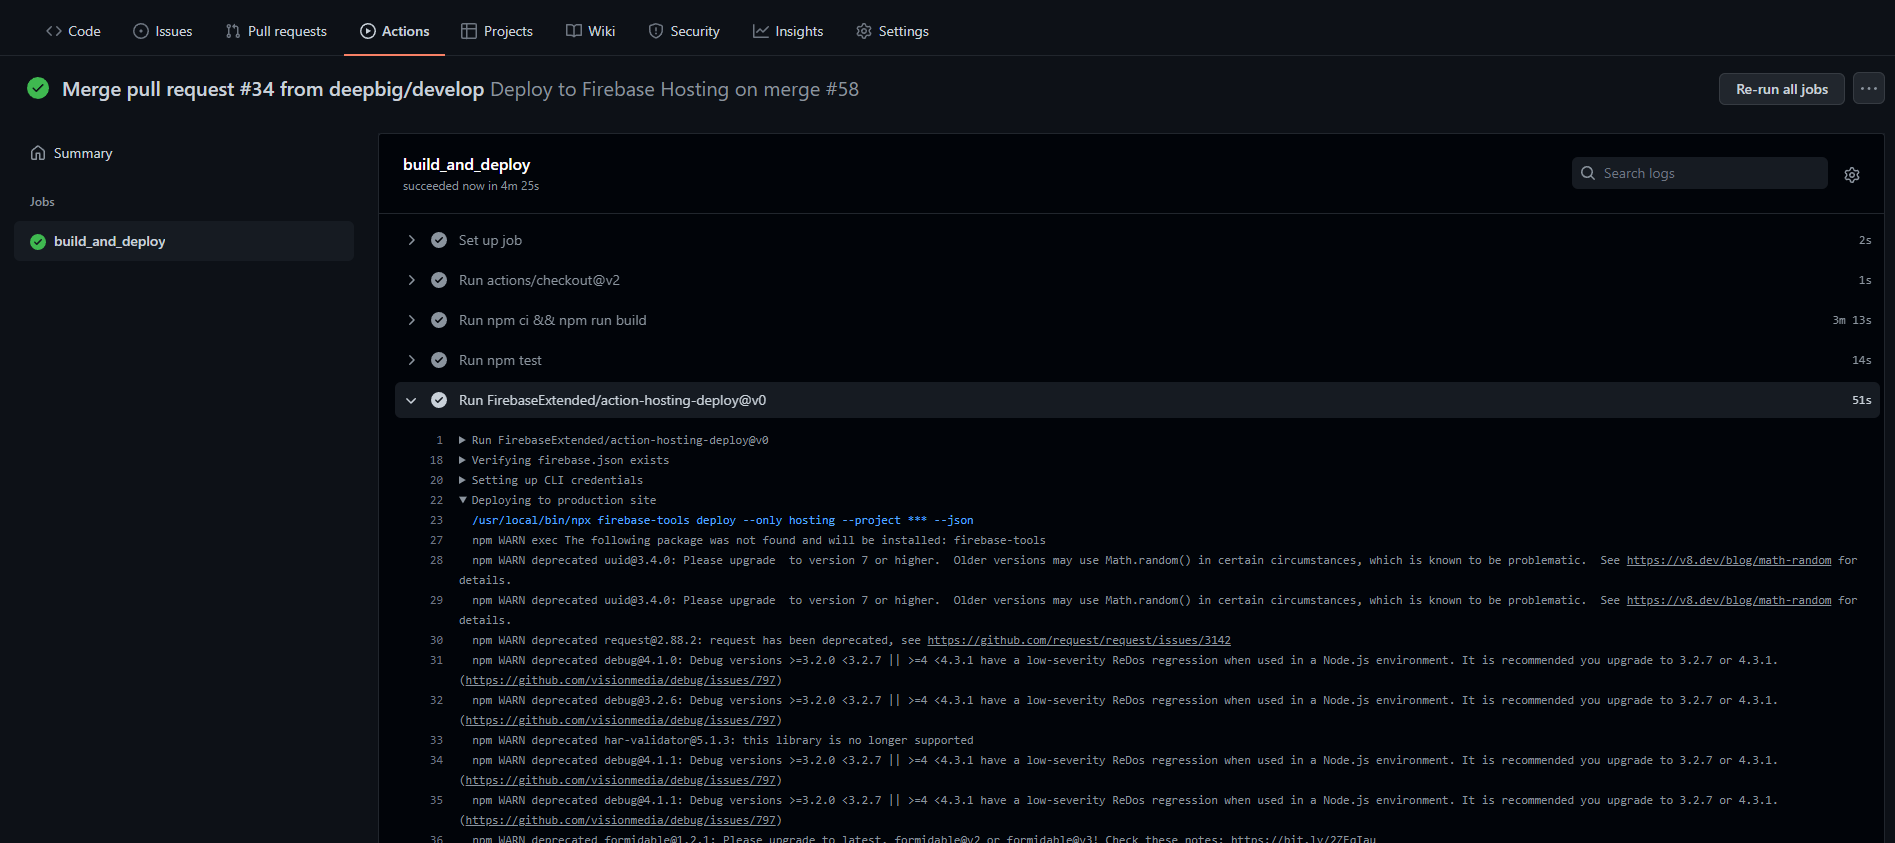 Code Issues Pull requests Actions Projects Wiki Security Insights Settings
Merge pull request #34 from deepbig/develop Deploy to Firebase Hosting on merge #58
Re-run all jobs
Summary
Jobs
build_and_deploy
build_and_deploy
succeeded now in 4m 25s
Search logs
Set up job 2s
Run actions/checkout@v2 1s
Run npm ci && npm run build 3m 13s
Run npm test 14s
Run FirebaseExtended/action-hosting-deploy@v0 51s
1 Run FirebaseExtended/action-hosting-deploy@v0
18 Verifying firebase.json exists
20 Setting up CLI credentials
22 Deploying to production site
23 /usr/local/bin/npx firebase-tools deploy --only hosting --project *** --json
27 npm WARN exec The following package was not found and will be installed: firebase-tools
28 npm WARN deprecated uuid@3.4.0: Please upgrade  to version 7 or higher.  Older versions may use Math.random() in certain circumstances, which is known to be problematic.  See https://v8.dev/blog/math-random for
details.
29 npm WARN deprecated uuid@3.4.0: Please upgrade  to version 7 or higher.  Older versions may use Math.random() in certain circumstances, which is known to be problematic.  See https://v8.dev/blog/math-random for
details.
30 npm WARN deprecated request@2.88.2: request has been deprecated, see https://github.com/request/request/issues/3142
31 npm WARN deprecated debug@4.1.0: Debug versions >=3.2.0 <3.2.7 || >=4 <4.3.1 have a low-severity ReDos regression when used in a Node.js environment. It is recommended you upgrade to 3.2.7 or 4.3.1.
(https://github.com/visionmedia/debug/issues/797)
32 npm WARN deprecated debug@3.2.6: Debug versions >=3.2.0 <3.2.7 || >=4 <4.3.1 have a low-severity ReDos regression when used in a Node.js environment. It is recommended you upgrade to 3.2.7 or 4.3.1.
(https://github.com/visionmedia/debug/issues/797)
33 npm WARN deprecated har-validator@5.1.3: this library is no longer supported
34 npm WARN deprecated debug@4.1.1: Debug versions >=3.2.0 <3.2.7 || >=4 <4.3.1 have a low-severity ReDos regression when used in a Node.js environment. It is recommended you upgrade to 3.2.7 or 4.3.1.
(https://github.com/visionmedia/debug/issues/797)
35 npm WARN deprecated debug@4.1.1: Debug versions >=3.2.0 <3.2.7 || >=4 <4.3.1 have a low-severity ReDos regression when used in a Node.js environment. It is recommended you upgrade to 3.2.7 or 4.3.1.
(https://github.com/visionmedia/debug/issues/797)
36 npm WARN deprecated formidable@1.2.1: Please upgrade to latest, formidable@v2 or formidable@v3! Check these notes: